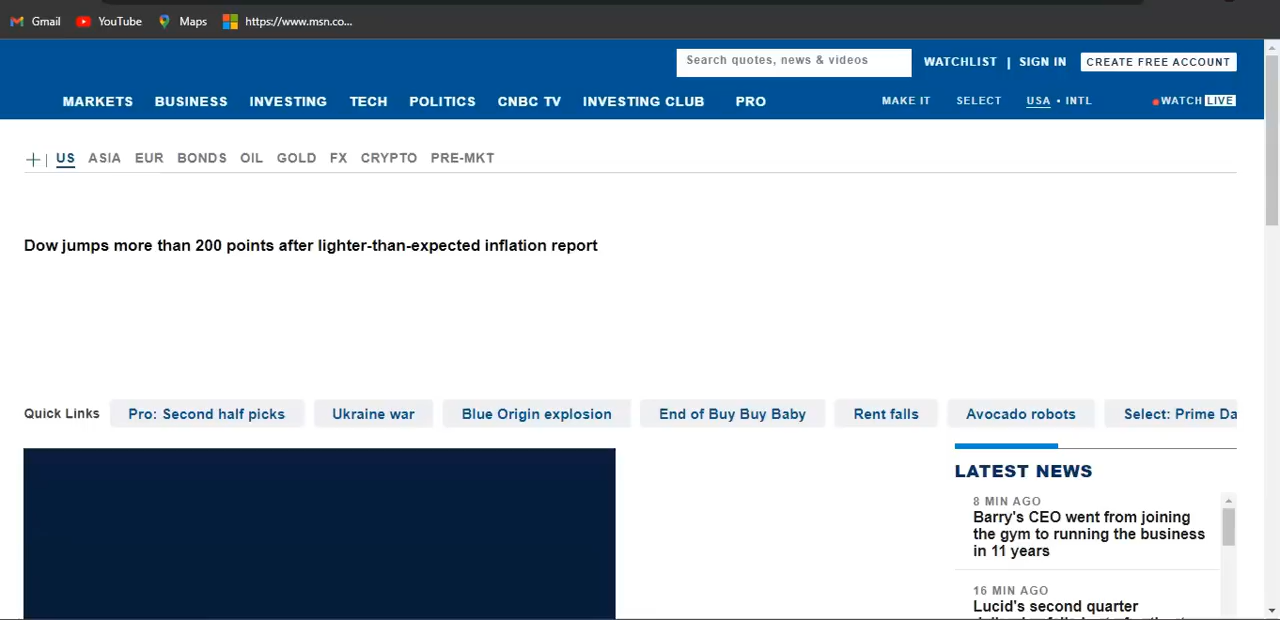 Gmail YouTube Maps https://www.msn.co...
Search quotes, news & videos WATCHLIST | SIGN IN CREATE FREE ACCOUNT
MARKETS BUSINESS INVESTING TECH POLITICS CNBC TV INVESTING CLUB PRO MAKE IT SELECT USA • INTL WATCH LIVE
+ | US ASIA EUR BONDS OIL GOLD FX CRYPTO PRE-MKT
Dow jumps more than 200 points after lighter-than-expected inflation report
Quick Links Pro: Second half picks Ukraine war Blue Origin explosion End of Buy Buy Baby Rent falls Avocado robots Select: Prime Da
LATEST NEWS
8 MIN AGO
Barry's CEO went from joining
the gym to running the business
in 11 years
16 MIN AGO
Lucid's second quarter